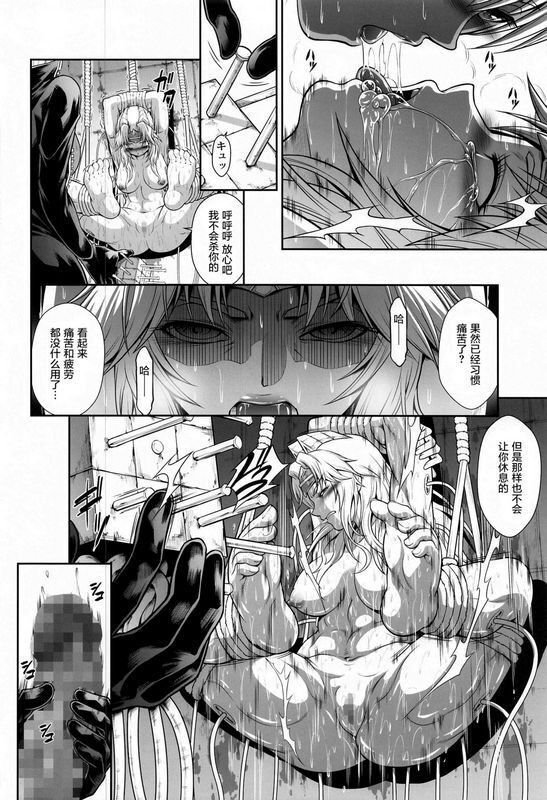 キュッ
呼呼呼 放心吧
我不会杀你的
果然已经习惯
痛苦了？
哈
哈
看起来
痛苦和疲劳
都没什么用了…
但是那样也不会
让你休息的